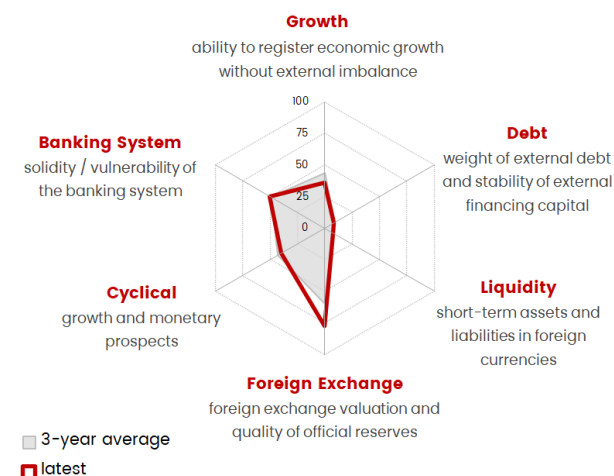 Growth
ability to register economic growth
without external imbalance
100
75
50
25
0
Banking System
solidity / vulnerability of
the banking system
Debt
weight of external debt
and stability of external
financing capital
Cyclical
growth and monetary
prospects
Liquidity
short-term assets and
liabilities in foreign
currencies
Foreign Exchange
foreign exchange valuation and
quality of official reserves
3-year average
latest